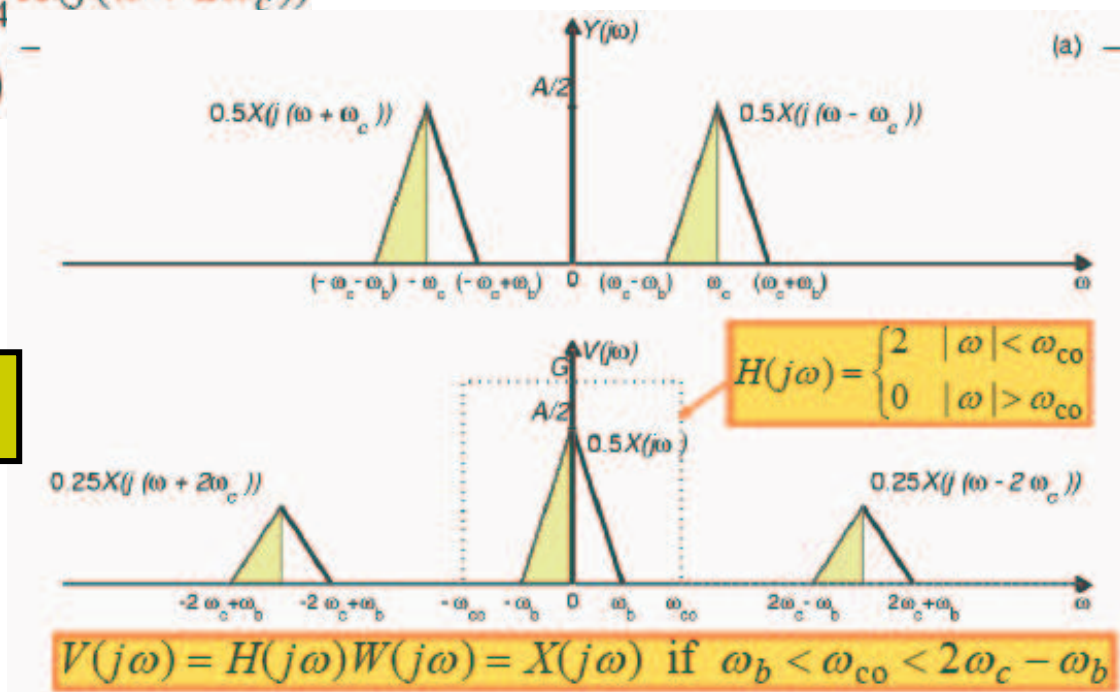 Y(jω)
(a)
A/2
0.5X(j (ω + ω_c ))
0.5X(j (ω - ω_c ))
(- ω_c - ω_b) - ω_c (- ω_c+ω_b) 0 (ω_c - ω_b) ω_c (ω_c+ω_b) ω
V(jω)
G
H(jω) = { 2 | ω | < ω_co
0 | ω | > ω_co
A/2
0.5X(jω )
0.25X(j (ω + 2ω_c ))
0.25X(j (ω - 2 ω_c ))
-2 ω_c+ω_b -2 ω_c+ω_b - ω_co - ω_b 0 ω_b ω_co 2ω_c - ω_b 2ω_c+ω_b ω
V(jω) = H(jω)W(jω) = X(jω) if ω_b < ω_co < 2ω_c − ω_b